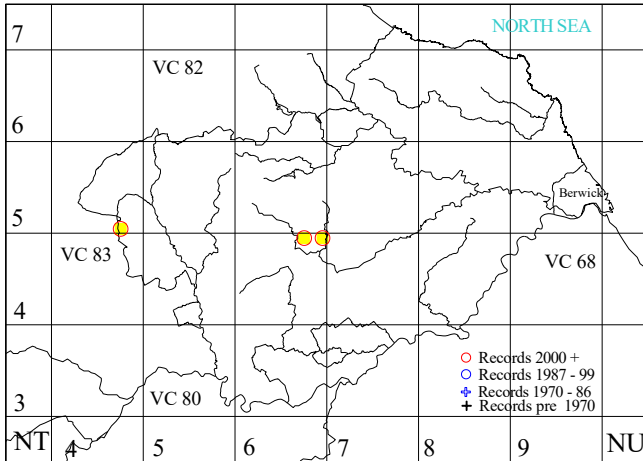 NORTH SEA
7
VC 82
6
Berwick
5
VC 83
VC 68
4
Records 2000 +
Records 1987 - 99
VC 80
Records 1970 - 86
Records pre 1970
3
NT 4 5 6 7 8 9 NU